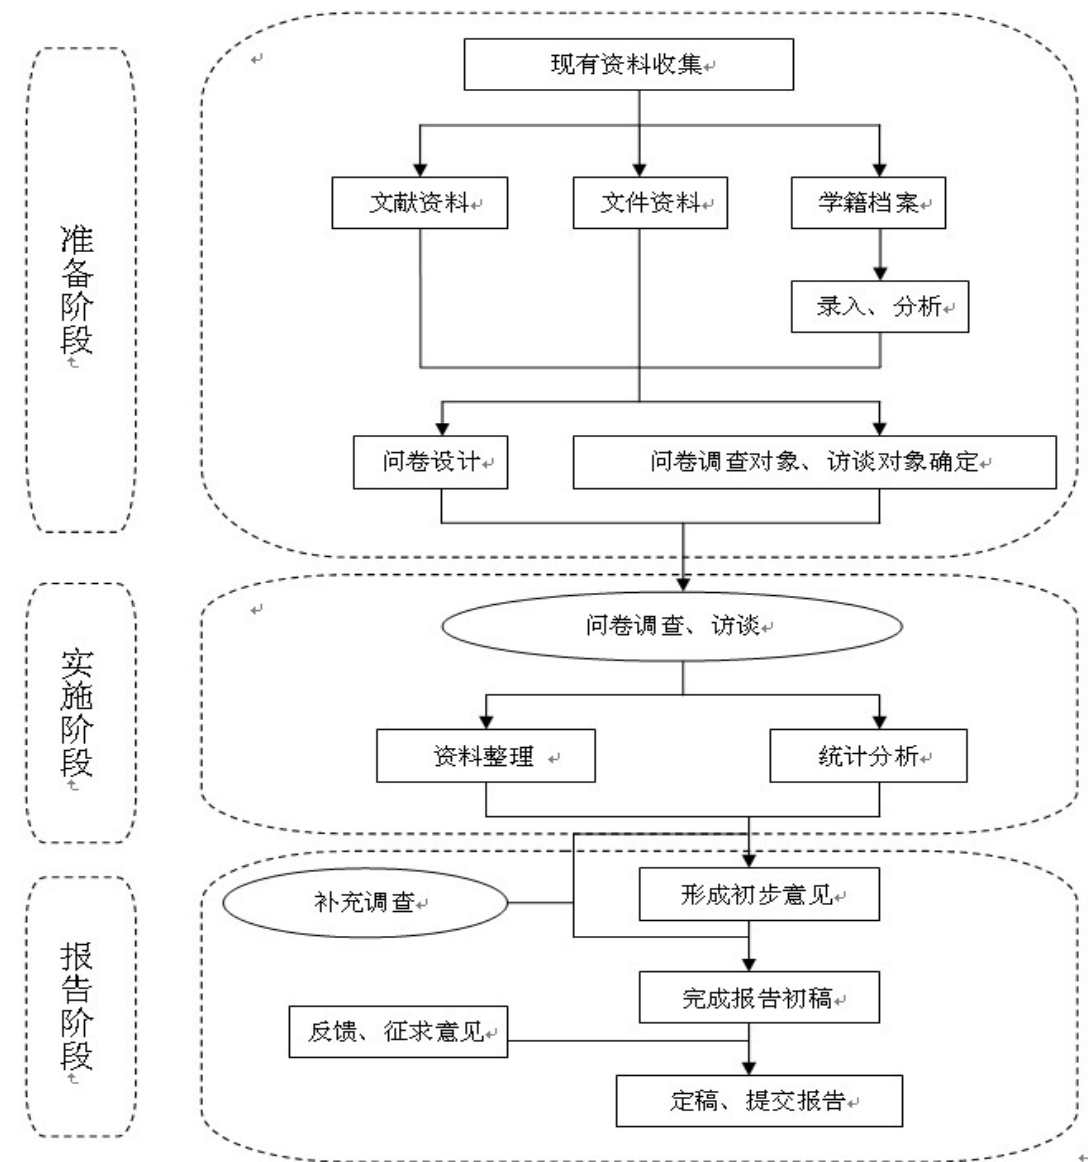 准备阶段
现有资料收集
文献资料
文件资料
学籍档案
录入、分析
问卷设计
问卷调查对象、访谈对象确定
实施阶段
问卷调查、访谈
资料整理
统计分析
报告阶段
补充调查
形成初步意见
完成报告初稿
反馈、征求意见
定稿、提交报告